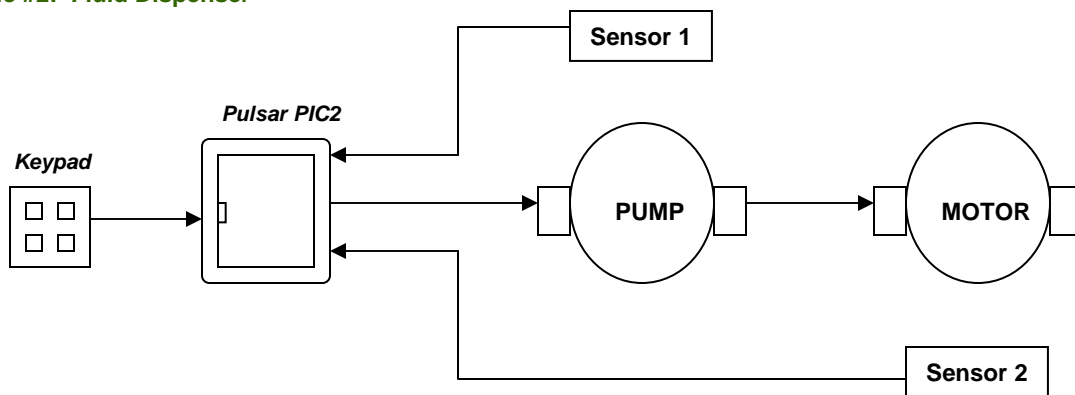 #2: Fluid Dispenser
Sensor 1
Pulsar PIC2
Keypad
PUMP
MOTOR
Sensor 2